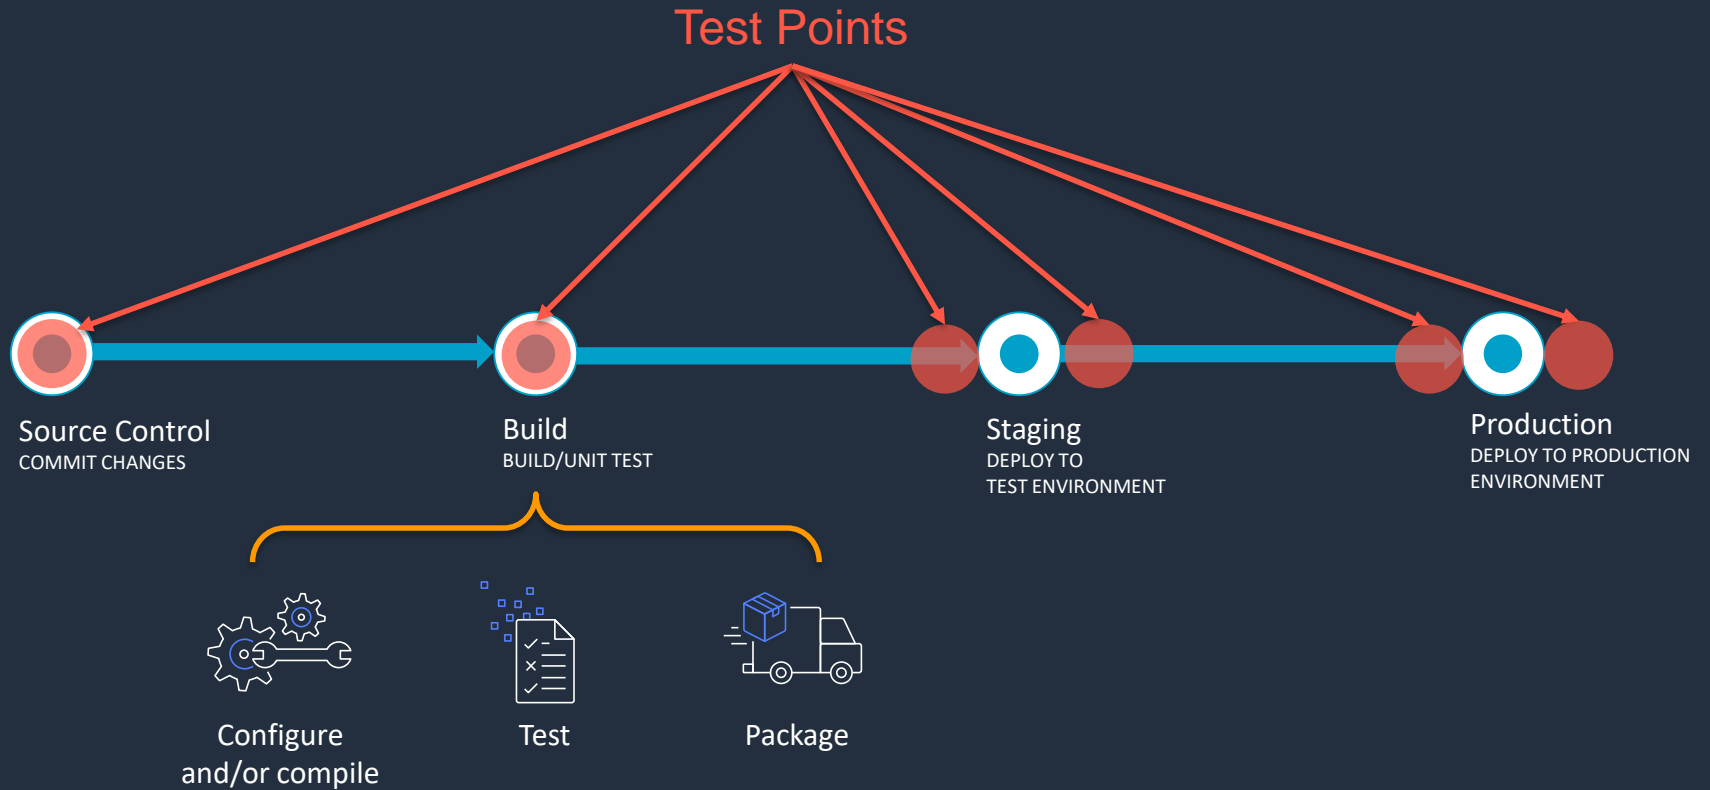 Test Points
Source Control
COMMIT CHANGES
Build
BUILD/UNIT TEST
Staging
DEPLOY TO
TEST ENVIRONMENT
Production
DEPLOY TO PRODUCTION
ENVIRONMENT
Configure
and/or compile
Test
Package